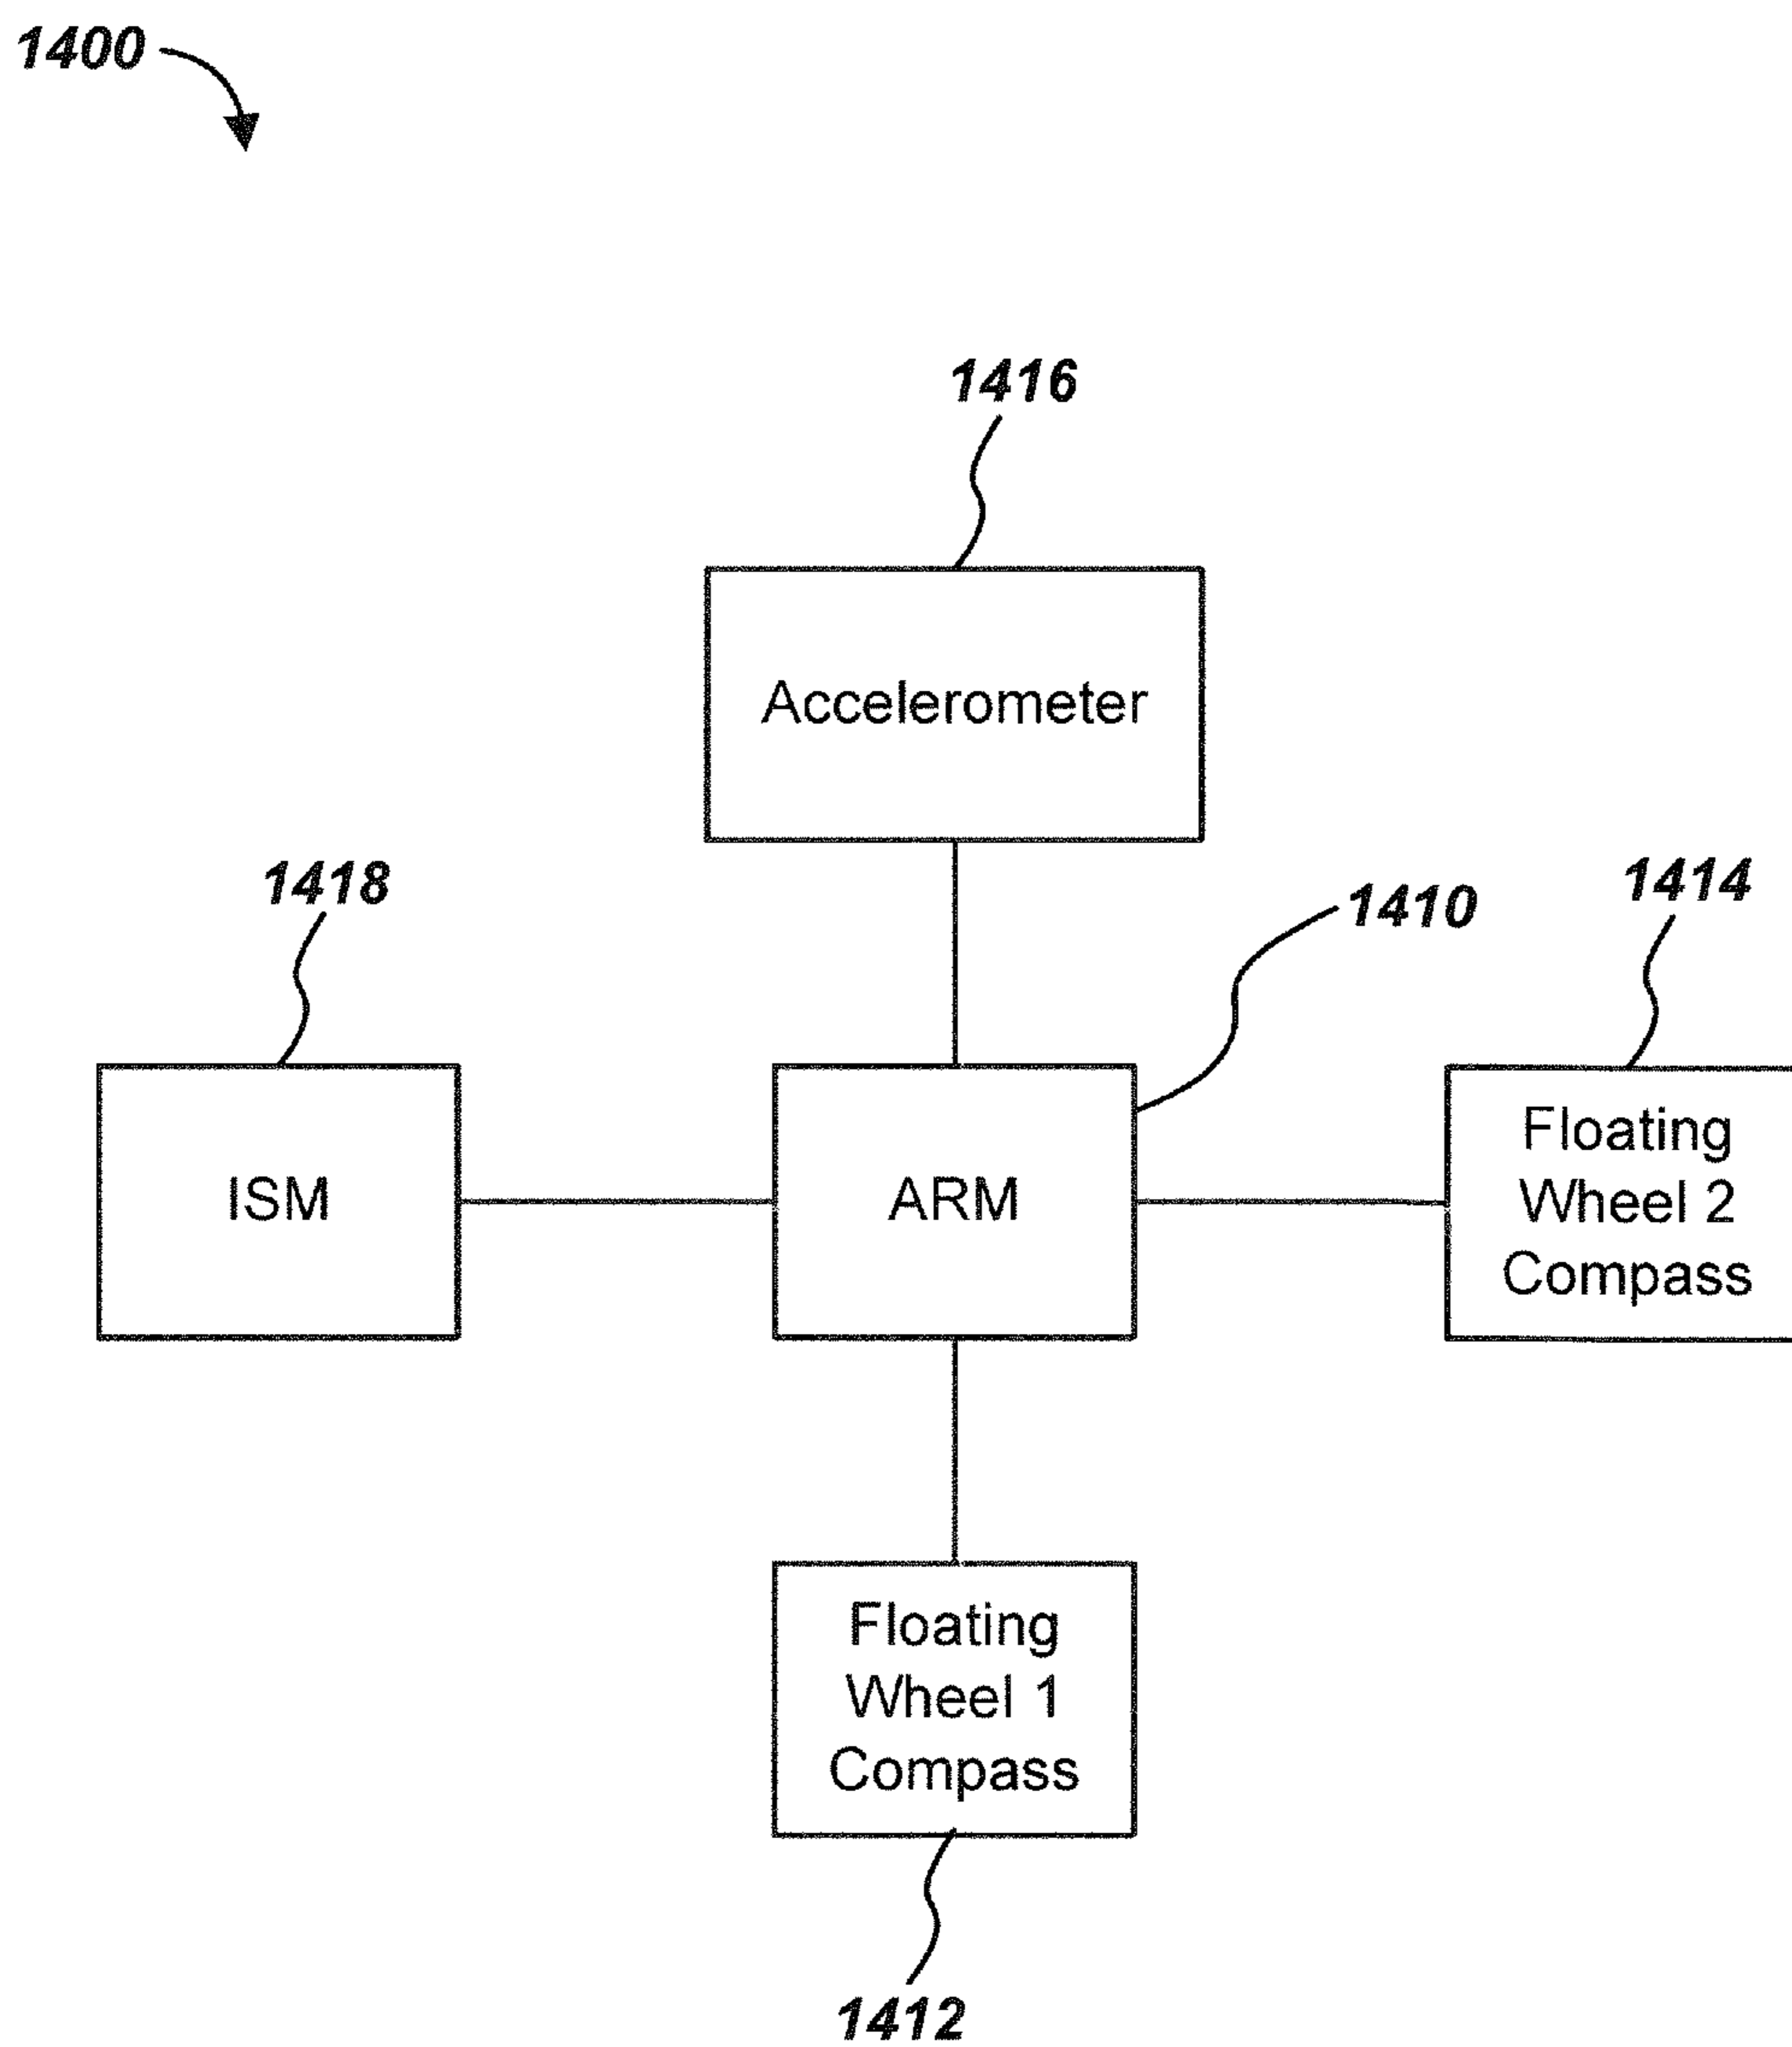 1400
1416
Accelerometer
1418
1410
1414
ISM
ARM
Floating
Wheel 2
Compass
Floating
Wheel 1
Compass
1412